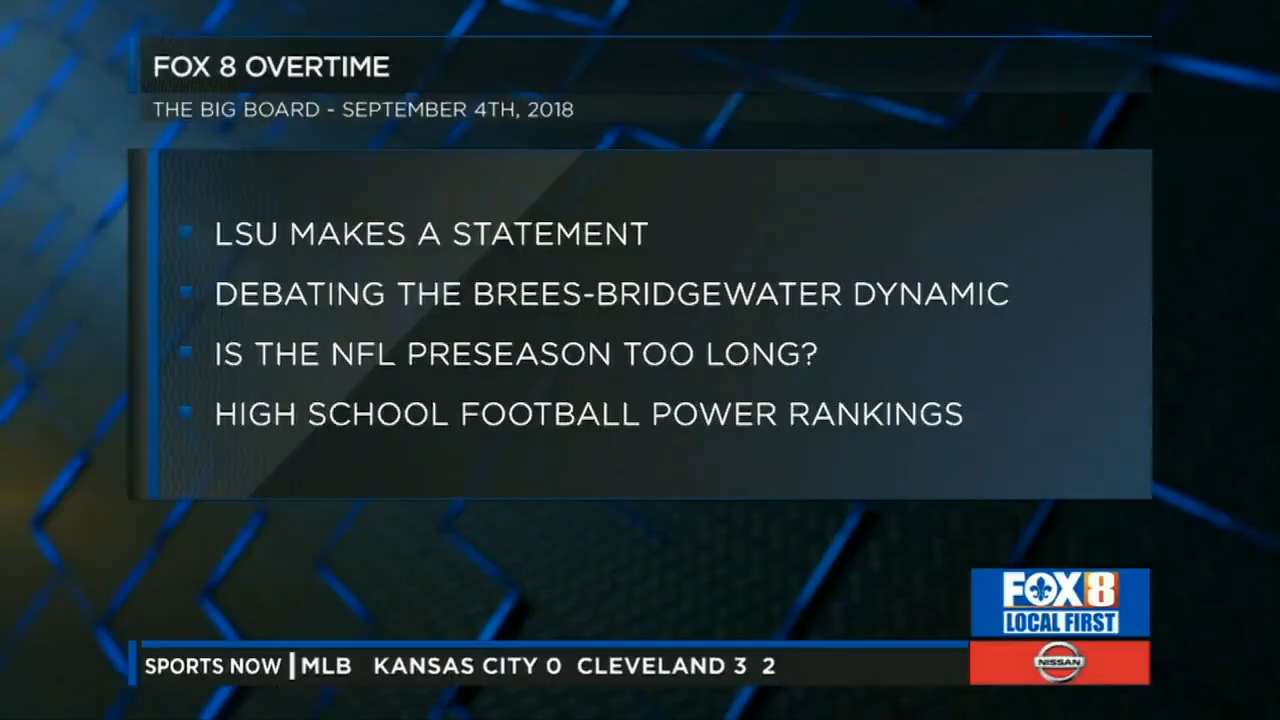 FOX 8 OVERTIME
THE BIG BOARD - SEPTEMBER 4TH, 2018
LSU MAKES A STATEMENT
DEBATING THE BREES-BRIDGEWATER DYNAMIC
IS THE NFL PRESEASON TOO LONG?
HIGH SCHOOL FOOTBALL POWER RANKINGS
FOX 8
LOCAL FIRST
SPORTS NOW | MLB KANSAS CITY 0 CLEVELAND 3 2
NISSAN